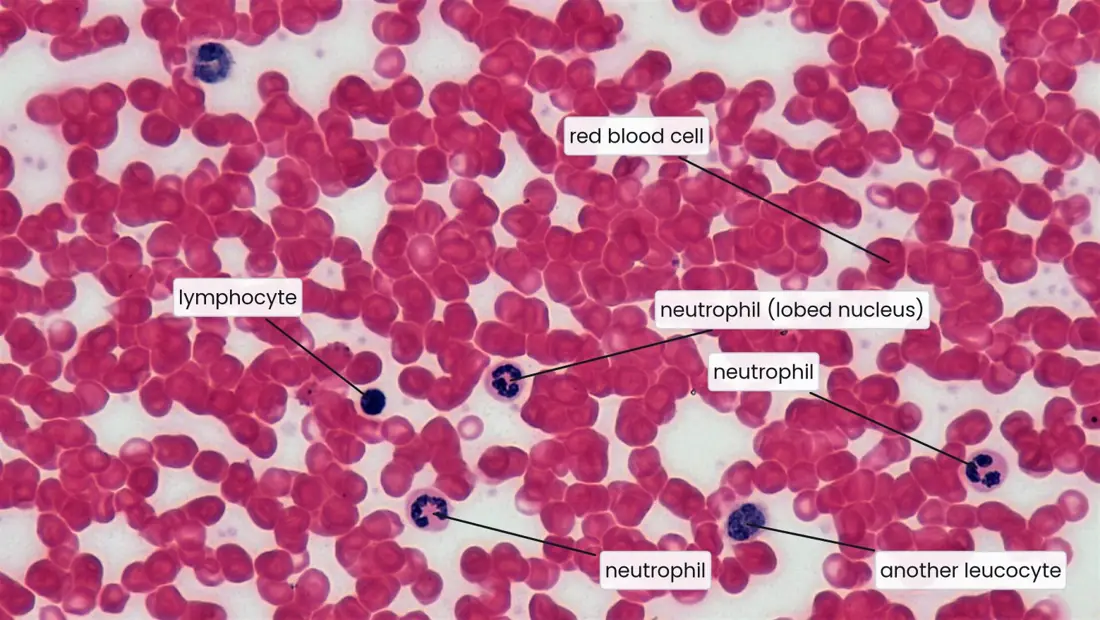 red blood cell
lymphocyte
neutrophil (lobed nucleus)
neutrophil
neutrophil
another leucocyte